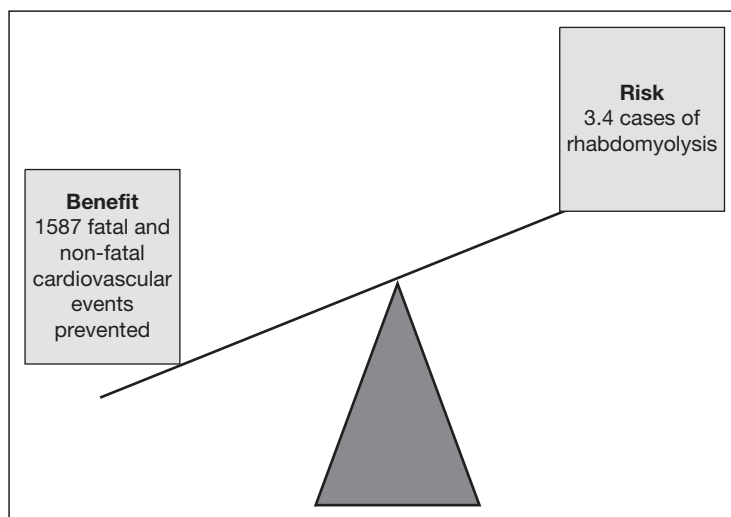 Benefit
1587 fatal and
non-fatal
cardiovascular
events
prevented
Risk
3.4 cases of
rhabdomyolysis